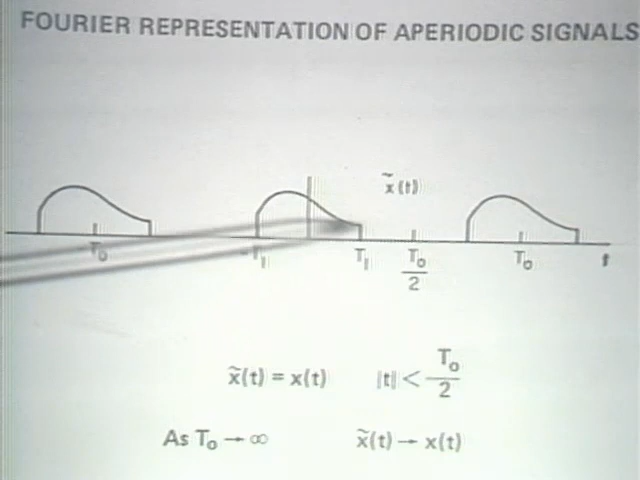 FOURIER REPRESENTATION OF APERIODIC SIGNALS
x̃(t)
T₀ -T₁ T₁ T₀/2 T₀ t
x̃(t) = x(t) |t| < T₀/2
As T₀ → ∞ x̃(t) → x(t)